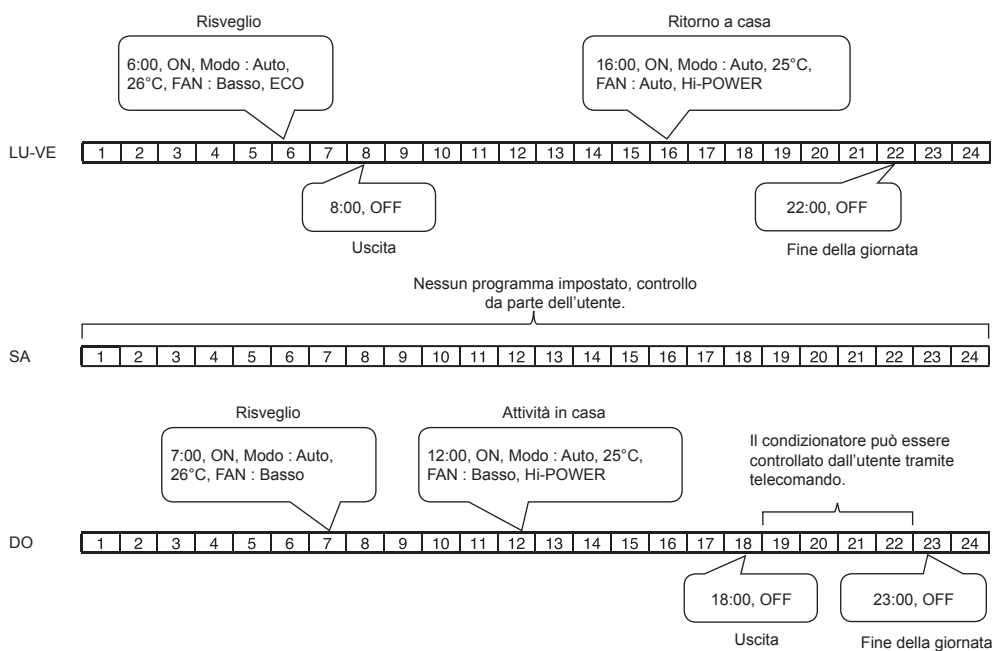 Risveglio
Ritorno a casa
6:00, ON, Modo : Auto,
26°C, FAN : Basso, ECO
16:00, ON, Modo : Auto, 25°C,
FAN : Auto, Hi-POWER
LU-VE 1 2 3 4 5 6 7 8 9 10 11 12 13 14 15 16 17 18 19 20 21 22 23 24
8:00, OFF
22:00, OFF
Uscita
Fine della giornata
Nessun programma impostato, controllo
da parte dell'utente.
SA 1 2 3 4 5 6 7 8 9 10 11 12 13 14 15 16 17 18 19 20 21 22 23 24
Risveglio
Attività in casa
7:00, ON, Modo : Auto,
26°C, FAN : Basso
12:00, ON, Modo : Auto, 25°C,
FAN : Basso, Hi-POWER
Il condizionatore può essere
controllato dall'utente tramite
telecomando.
DO 1 2 3 4 5 6 7 8 9 10 11 12 13 14 15 16 17 18 19 20 21 22 23 24
18:00, OFF
23:00, OFF
Uscita
Fine della giornata